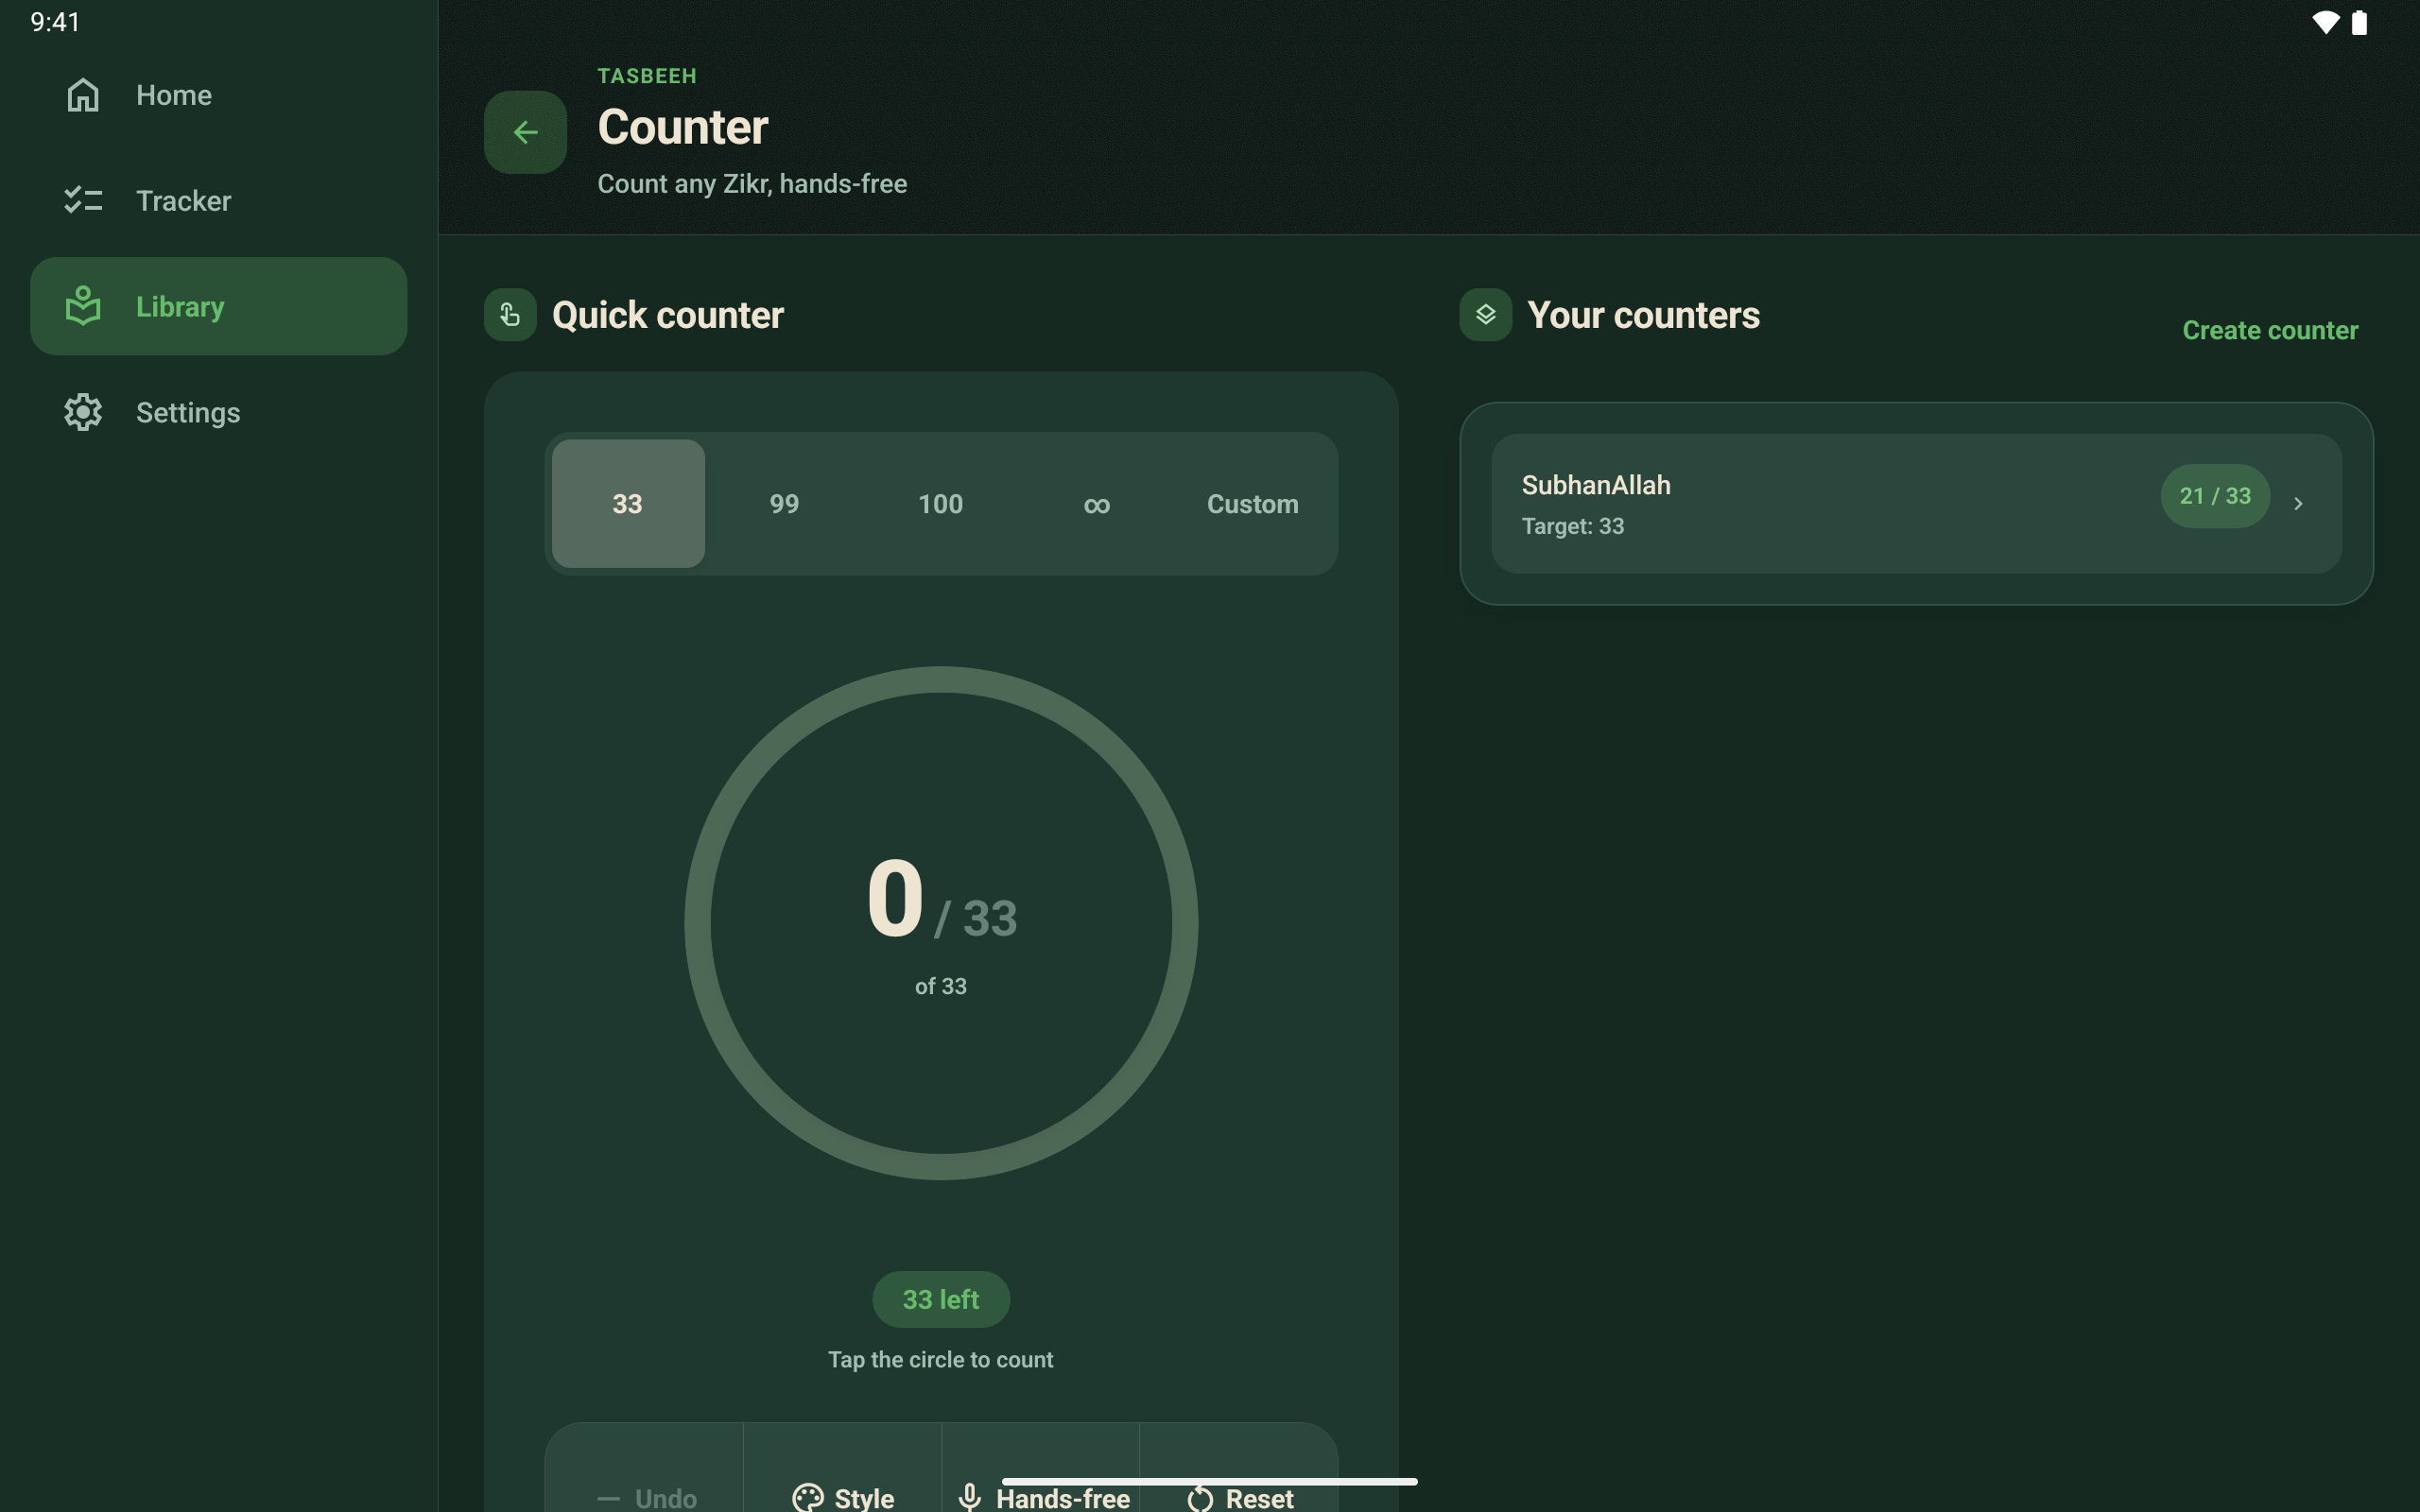 9:41
Home
Tracker
Library
Settings
TASBEEH
Counter
Count any Zikr, hands-free
Quick counter
33
99
100
∞
Custom
0 / 33
of 33
33 left
Tap the circle to count
Undo
Style
Hands-free
Reset
Your counters
Create counter
SubhanAllah
Target: 33
21 / 33